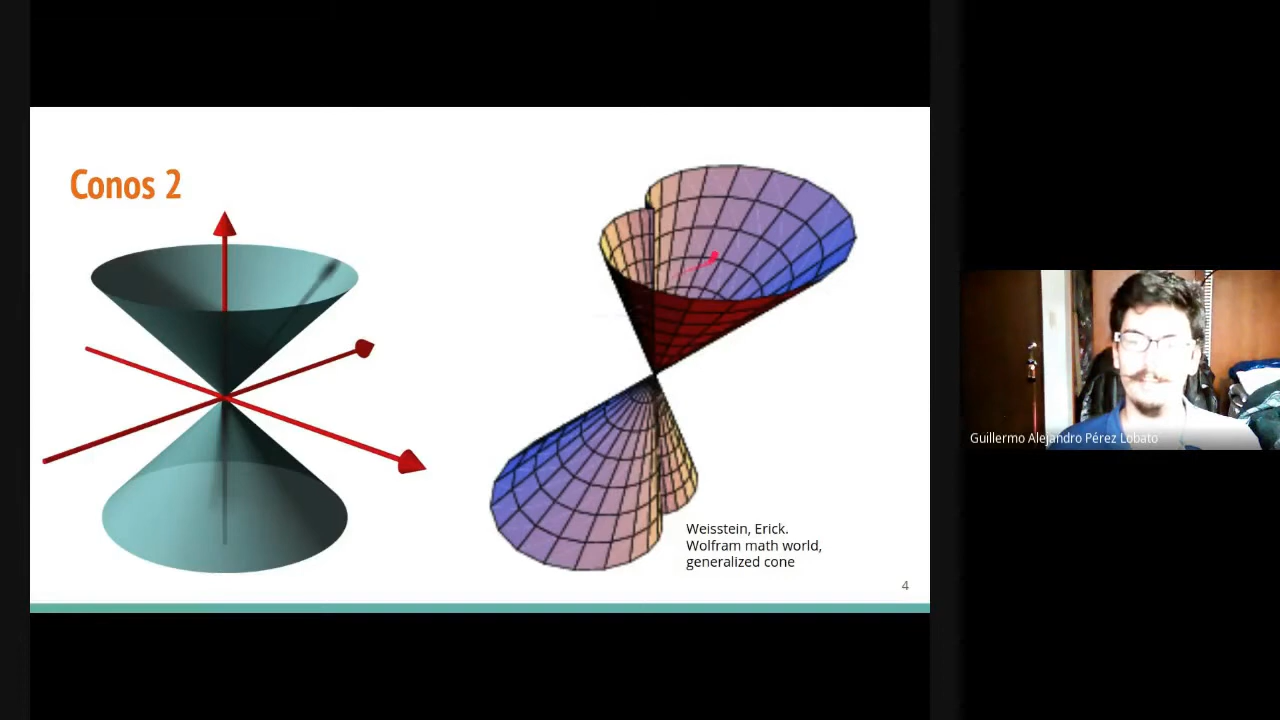 Conos 2
Weisstein, Erick.
Wolfram math world,
generalized cone
4
Guillermo Alejandro Pérez Lobato